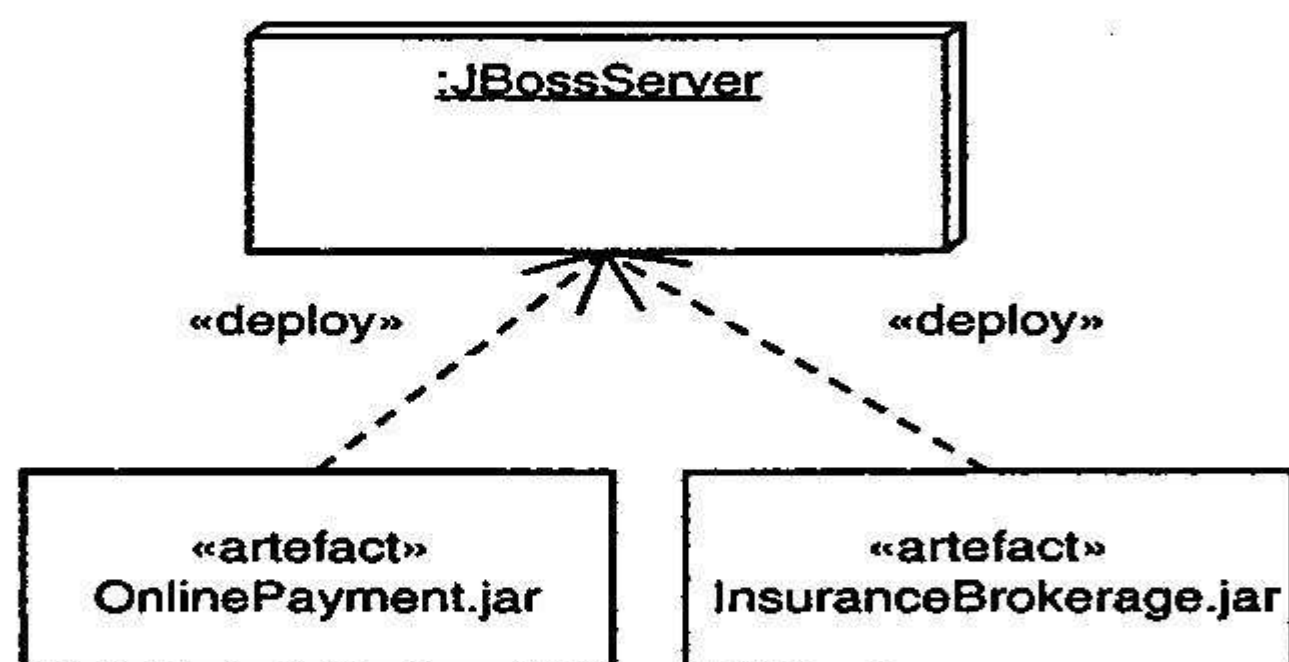 :JBossServer
«deploy»
«deploy»
«artefact»
OnlinePayment.jar
«artefact»
InsuranceBrokerage.jar